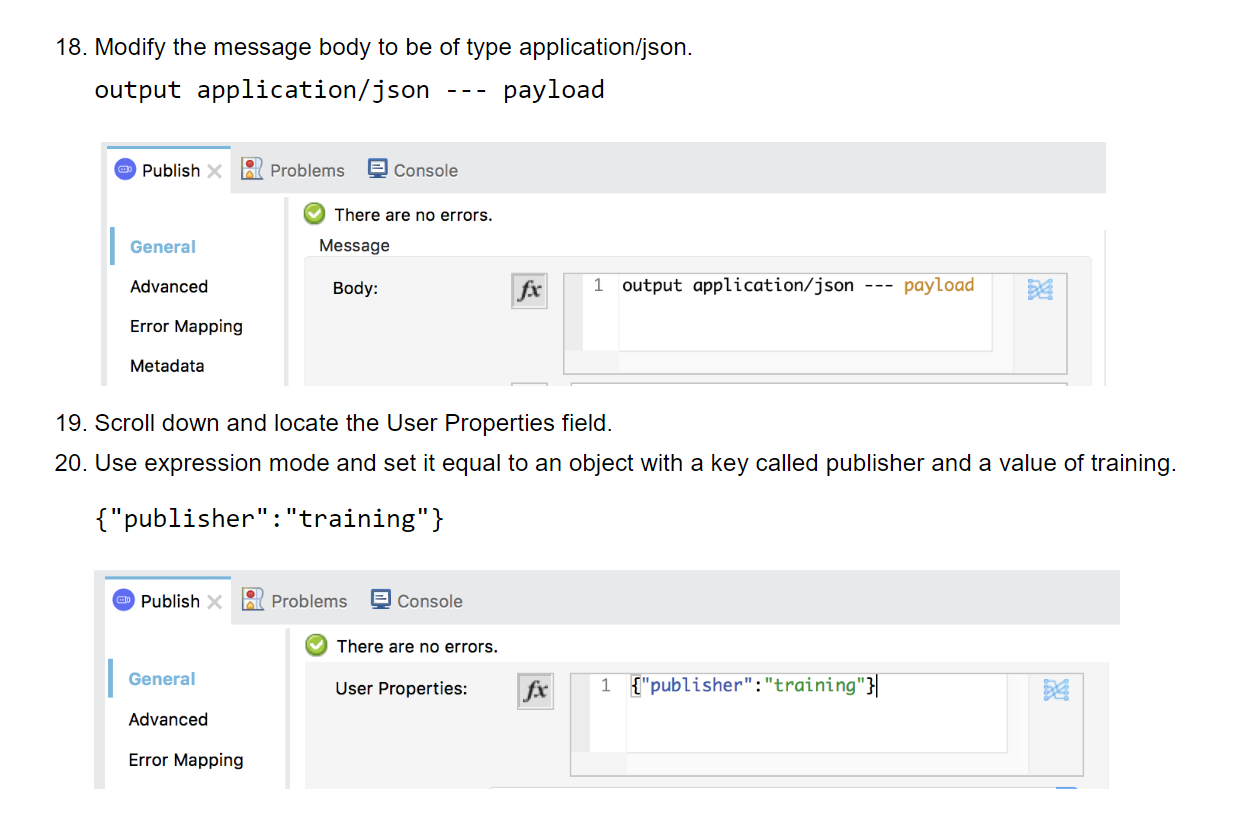 18. Modify the message body to be of type application/json.
output application/json --- payload
Publish Problems Console
There are no errors.
General
Message
Advanced
Body: fx 1 output application/json --- payload
Error Mapping
Metadata
19. Scroll down and locate the User Properties field.
20. Use expression mode and set it equal to an object with a key called publisher and a value of training.
{"publisher":"training"}
Publish Problems Console
There are no errors.
General
User Properties: fx 1 {"publisher":"training"}
Advanced
Error Mapping